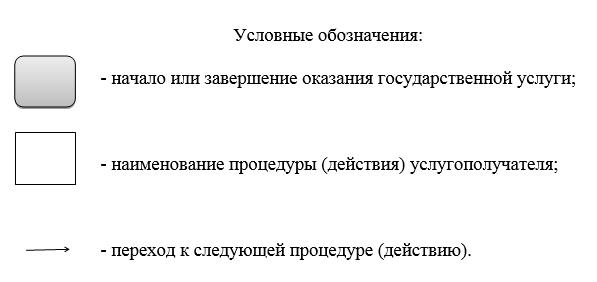 Условные обозначения:
- начало или завершение оказания государственной услуги;
- наименование процедуры (действия) услугополучателя;
- переход к следующей процедуре (действию).